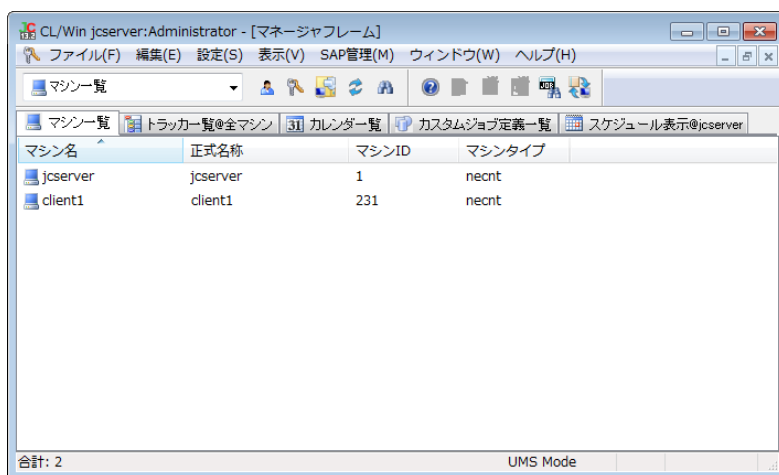 CL/Win jcserver:Administrator - [マネージャフレーム]
ファイル(F) 編集(E) 設定(S) 表示(V) SAP管理(M) ウィンドウ(W) ヘルプ(H)
マシン一覧
マシン一覧 トラッカ一覧@全マシン 31 カレンダー一覧 カスタムジョブ定義一覧 スケジュール表示@jcserver
マシン名 正式名称 マシンID マシンタイプ
jcserver jcserver 1 necnt
client1 client1 231 necnt
合計: 2 UMS Mode